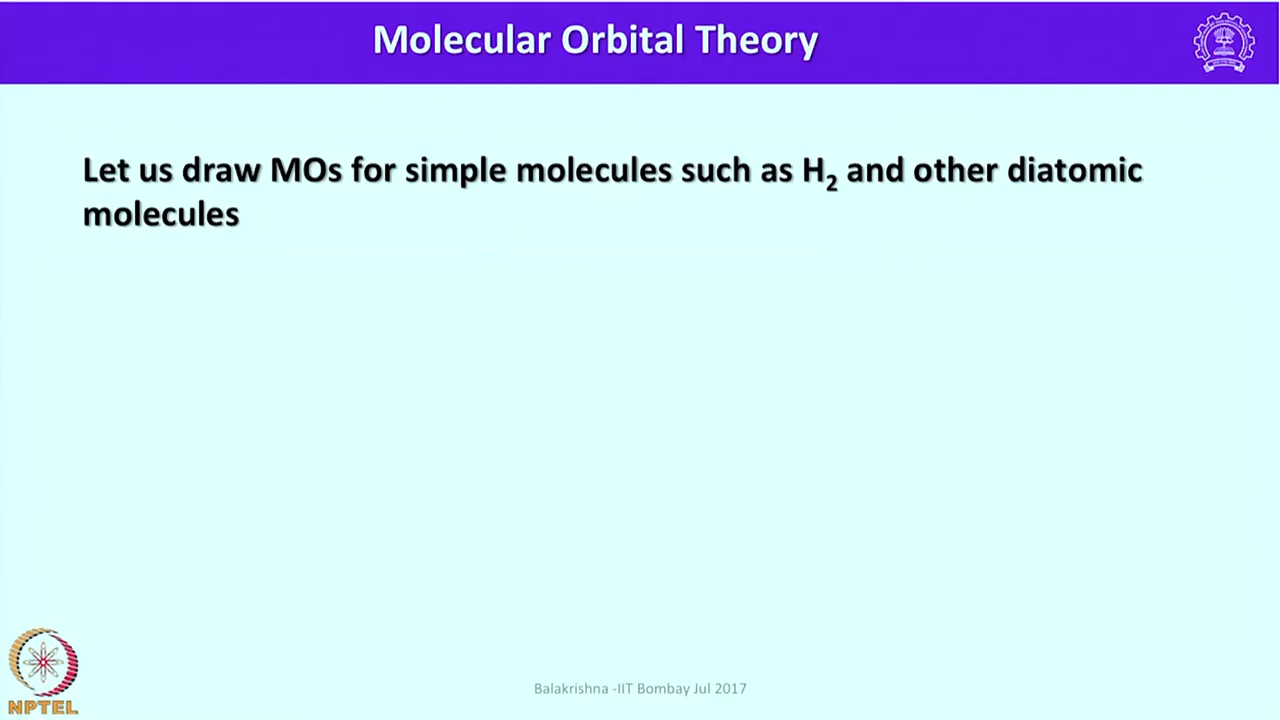 Molecular Orbital Theory
Let us draw MOs for simple molecules such as H₂ and other diatomic
molecules
Balakrishna -IIT Bombay Jul 2017
NPTEL